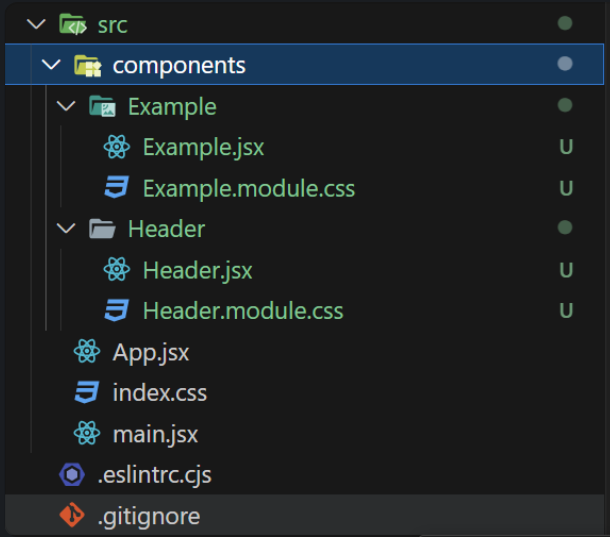 src
components
Example
Example.jsx U
Example.module.css U
Header
Header.jsx U
Header.module.css U
App.jsx
index.css
main.jsx
.eslintrc.cjs
.gitignore